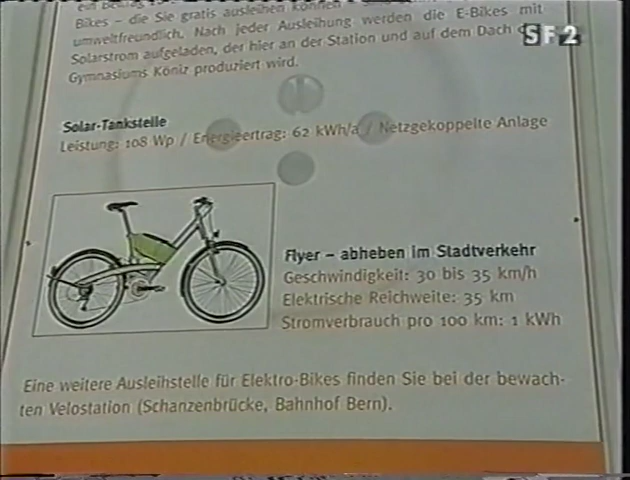 Bikes – die Sie gratis ausleihen können
umweltfreundlich. Nach jeder Ausleihung werden die E-Bikes mit
Solarstrom aufgeladen, der hier an der Station und auf dem Dach
Gymnasiums Köniz produziert wird.
SF2
Solar-Tankstelle
Leistung: 108 Wp / Energieertrag: 62 kWh/a / Netzgekoppelte Anlage
Flyer – abheben im Stadtverkehr
Geschwindigkeit: 30 bis 35 km/h
Elektrische Reichweite: 35 km
Stromverbrauch pro 100 km: 1 kWh
Eine weitere Ausleihstelle für Elektro-Bikes finden Sie bei der bewach-
ten Velostation (Schanzenbrücke, Bahnhof Bern).